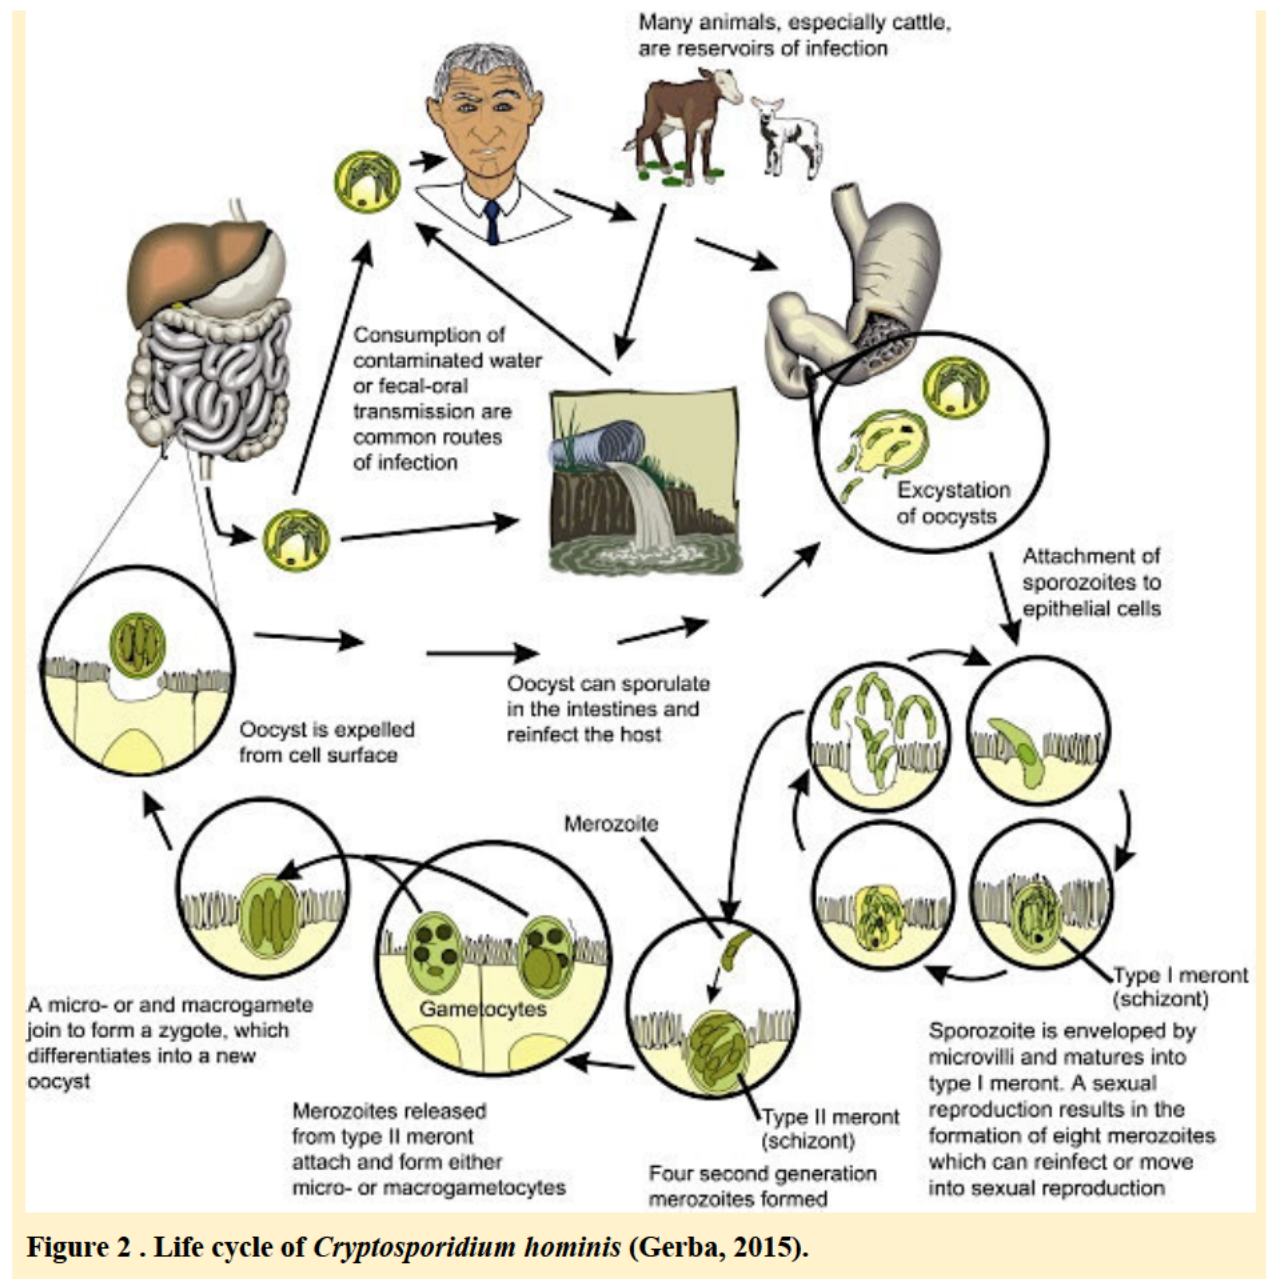 Many animals, especially cattle,
are reservoirs of infection
Consumption of
contaminated water
or fecal-oral
transmission are
common routes
of infection
Excystation
of oocysts
Attachment of
sporozoites to
epithelial cells
Oocyst can sporulate
in the intestines and
reinfect the host
Oocyst is expelled
from cell surface
Merozoite
Type I meront
(schizont)
Gametocytes
A micro- or and macrogamete
join to form a zygote, which
differentiates into a new
oocyst
Sporozoite is enveloped by
microvilli and matures into
type I meront. A sexual
reproduction results in the
formation of eight merozoites
which can reinfect or move
into sexual reproduction
Merozoites released
from type II meront
attach and form either
micro- or macrogametocytes
Type II meront
(schizont)
Four second generation
merozoites formed
Figure 2 . Life cycle of Cryptosporidium hominis (Gerba, 2015).